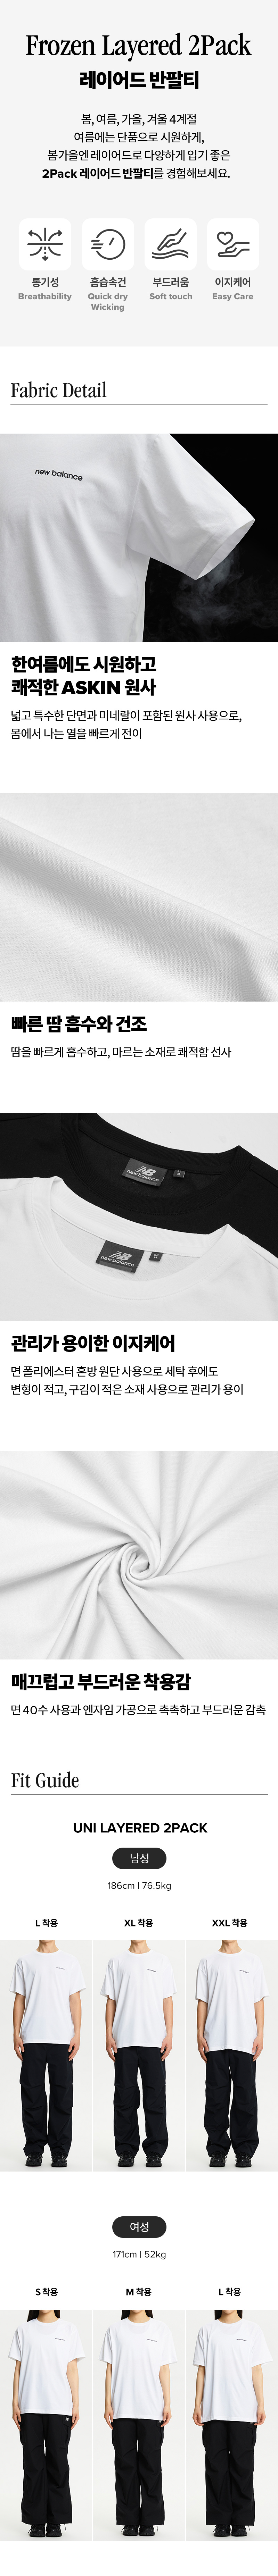 Frozen Layered 2Pack
레이어드 반팔티
봄, 여름, 가을, 겨울 4계절
여름에는 단품으로 시원하게,
봄가을엔 레이어드로 다양하게 입기 좋은
2Pack 레이어드 반팔티를 경험해보세요.
통기성 흡습속건 부드러움 이지케어
Breathability Quick dry Soft touch Easy Care
Wicking
Fabric Detail
new balance
한여름에도 시원하고
쾌적한 ASKIN 원사
넓고 특수한 단면과 미네랄이 포함된 원사 사용으로,
몸에서 나는 열을 빠르게 전이
빠른 땀 흡수와 건조
땀을 빠르게 흡수하고, 마르는 소재로 쾌적함 선사
NB
new balance
NB
new balance
관리가 용이한 이지케어
면 폴리에스터 혼방 원단 사용으로 세탁 후에도
변형이 적고, 구김이 적은 소재 사용으로 관리가 용이
매끄럽고 부드러운 착용감
면 40수 사용과 엔자임 가공으로 촉촉하고 부드러운 감촉
Fit Guide
UNI LAYERED 2PACK
남성
186cm | 76.5kg
L 착용 XL 착용 XXL 착용
여성
171cm | 52kg
S 착용 M 착용 L 착용